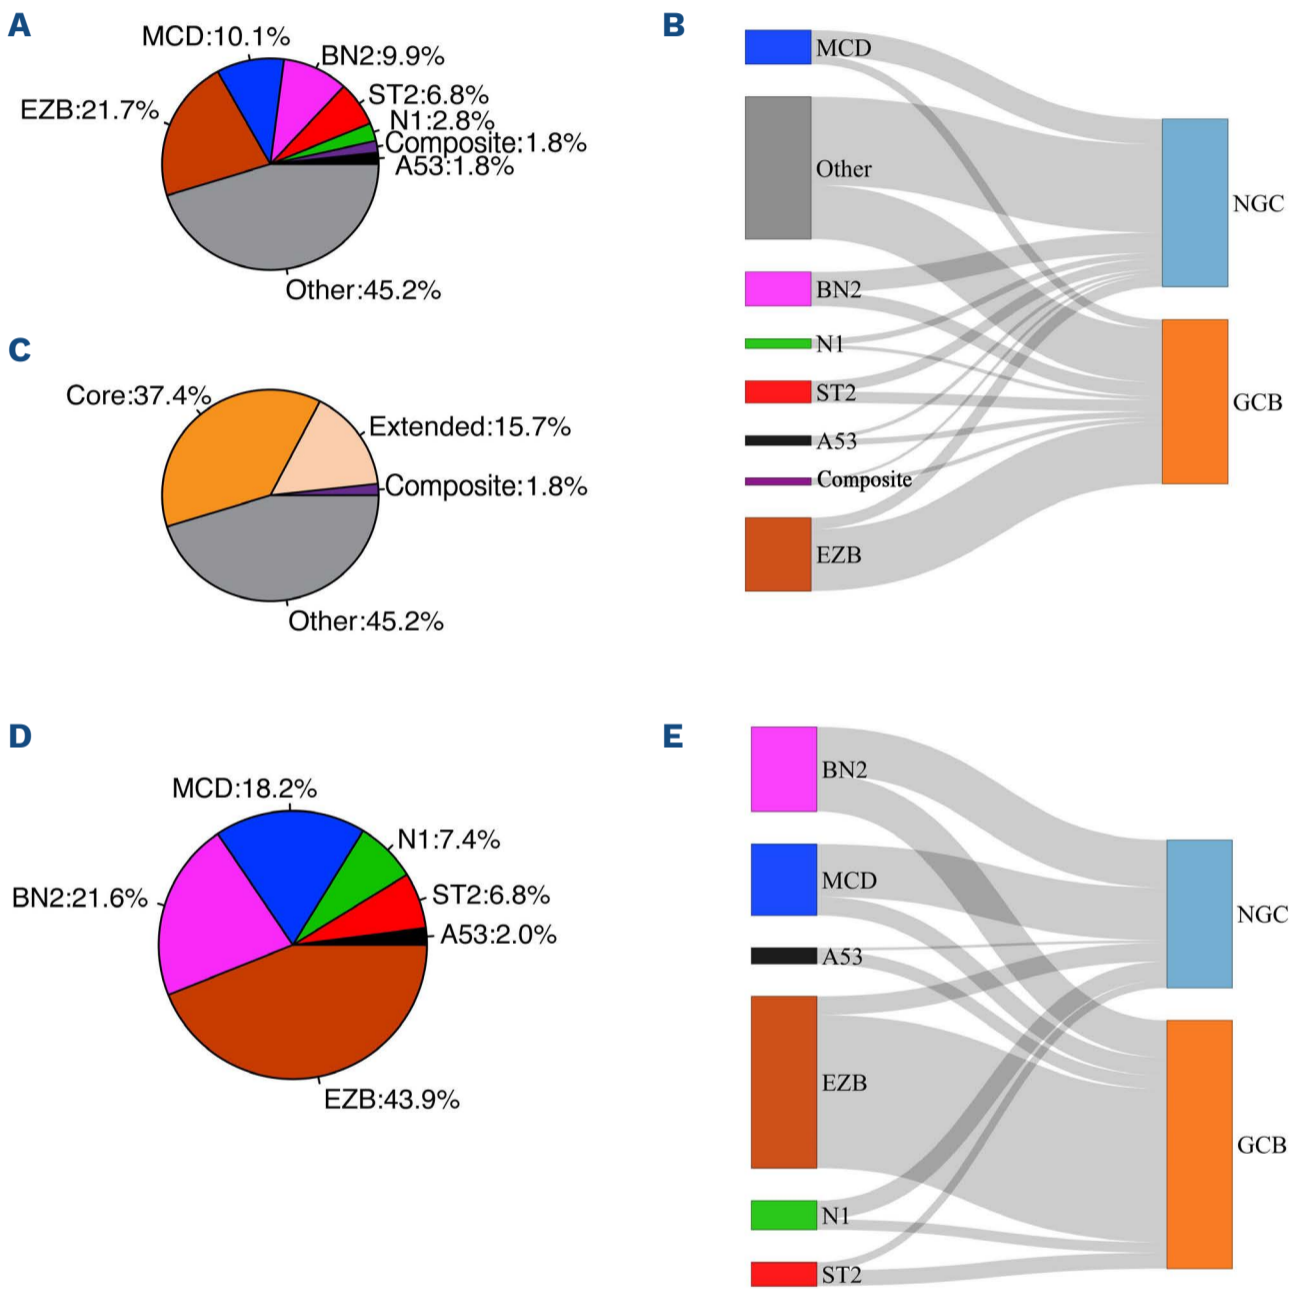 A
MCD:10.1%
BN2:9.9%
EZB:21.7%
ST2:6.8%
N1:2.8%
Composite:1.8%
A53:1.8%
Other:45.2%
B
MCD
Other
BN2
N1
ST2
A53
Composite
EZB
NGC
GCB
C
Core:37.4%
Extended:15.7%
Composite:1.8%
Other:45.2%
D
MCD:18.2%
N1:7.4%
BN2:21.6%
ST2:6.8%
A53:2.0%
EZB:43.9%
E
BN2
MCD
A53
EZB
N1
ST2
NGC
GCB